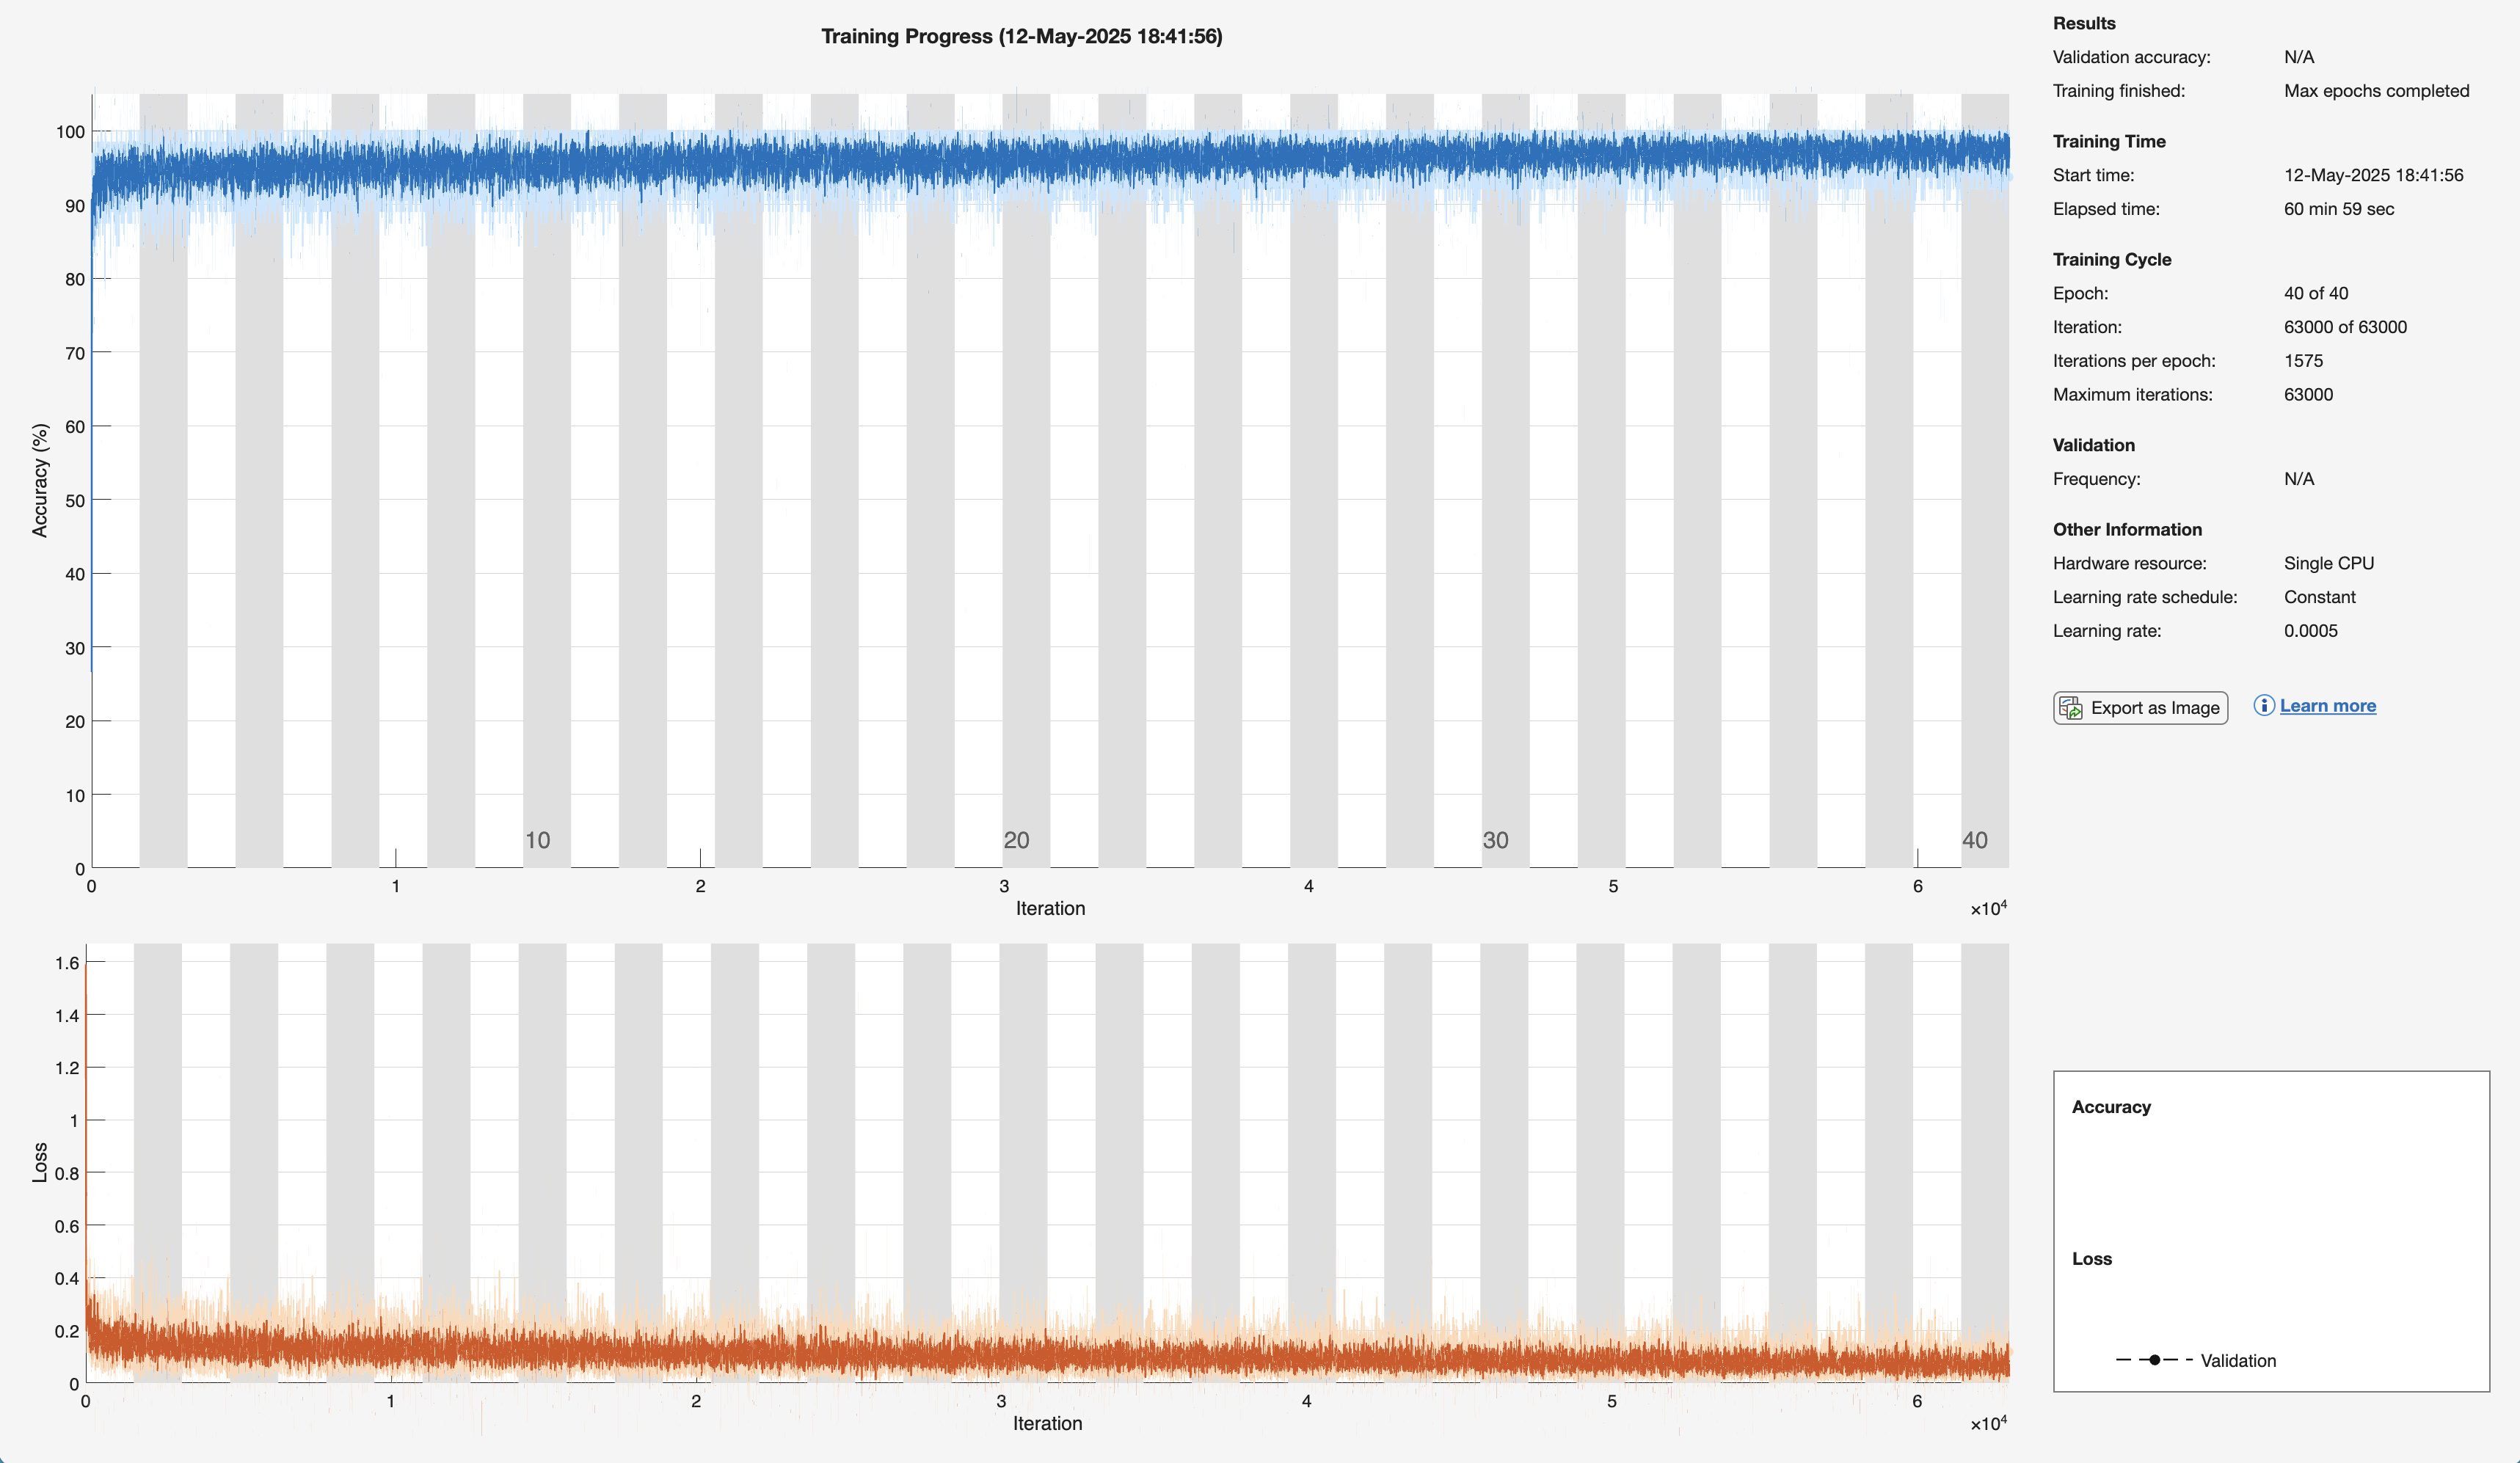 Training Progress (12-May-2025 18:41:56)
100
90
80
70
60
50
40
30
20
10
0
Accuracy (%)
10
20
30
40
0 1 2 3 4 5 6
Iteration
×10⁴
1.6
1.4
1.2
1
0.8
0.6
0.4
0.2
0
Loss
0 1 2 3 4 5 6
Iteration
×10⁴
Results
Validation accuracy: N/A
Training finished: Max epochs completed
Training Time
Start time: 12-May-2025 18:41:56
Elapsed time: 60 min 59 sec
Training Cycle
Epoch: 40 of 40
Iteration: 63000 of 63000
Iterations per epoch: 1575
Maximum iterations: 63000
Validation
Frequency: N/A
Other Information
Hardware resource: Single CPU
Learning rate schedule: Constant
Learning rate: 0.0005
Export as Image Learn more
Accuracy
Loss
Validation